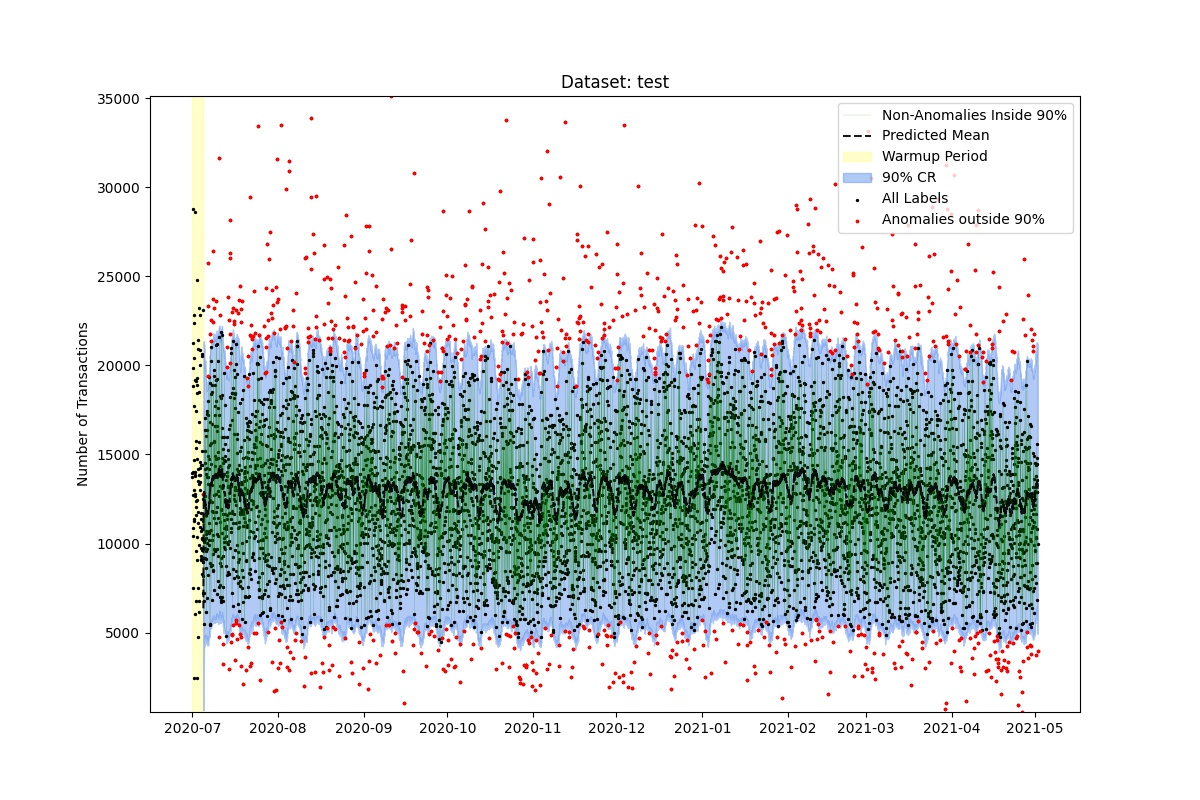 Dataset: test
35000
30000
25000
20000
15000
10000
5000
Number of Transactions
Non-Anomalies Inside 90%
Predicted Mean
Warmup Period
90% CR
All Labels
Anomalies outside 90%
2020-07
2020-08
2020-09
2020-10
2020-11
2020-12
2021-01
2021-02
2021-03
2021-04
2021-05